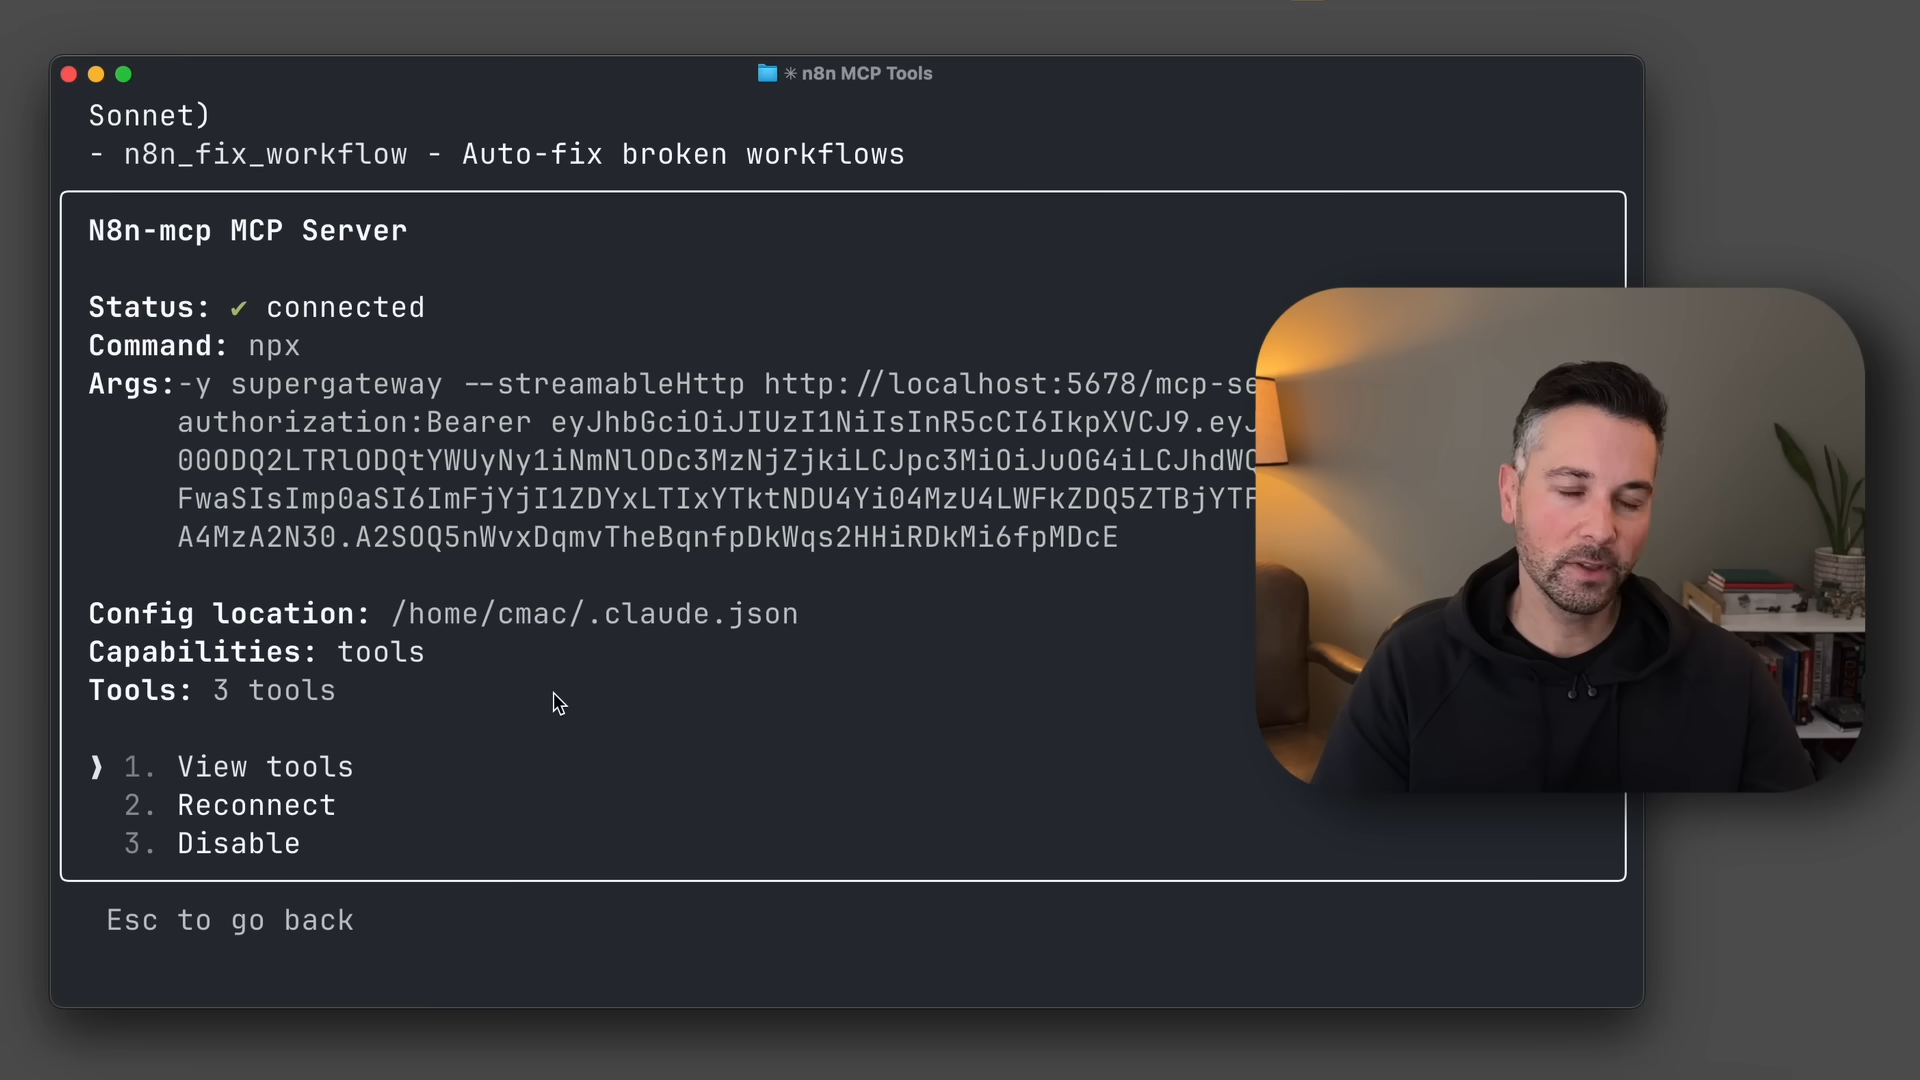 n8n MCP Tools
Sonnet)
- n8n_fix_workflow - Auto-fix broken workflows
N8n-mcp MCP Server
Status: ✔ connected
Command: npx
Args:-y supergateway --streamableHttp http://localhost:5678/mcp-se
authorization:Bearer eyJhbGciOiJIUzI1NiIsInR5cCI6IkpXVCJ9.eyJ
00ODQ2LTRlODQtYWUyNy1iNmNlODc3MzNjZjkiLCJpc3MiOiJuOG4iLCJhdWQ
FwaSIsImp0aSI6ImFjYjI1ZDYxLTIxYTktNDU4Yi04MzU4LWFkZDQ5ZTBjYTF
A4MzA2N30.A2SOQ5nWvxDqmvTheBqnfpDkWqs2HHiRDkMi6fpMDcE
Config location: /home/cmac/.claude.json
Capabilities: tools
Tools: 3 tools
❯ 1. View tools
2. Reconnect
3. Disable
Esc to go back